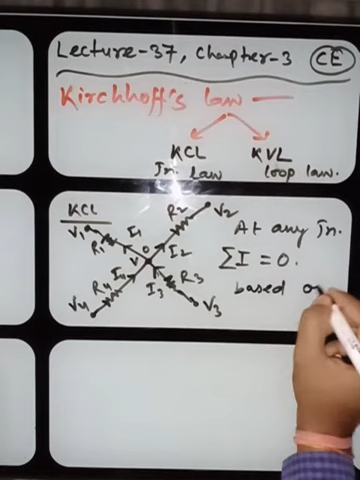 Lecture-37, Chapter-3 CE
Kirchhoff's law
KCL KVL
Jn. Law Loop law.
KCL
V1 R1 I1 R2 V2
O V I2
R4 I4 I3 R3
V4 V3
At any Jn.
ΣI = 0.
based o